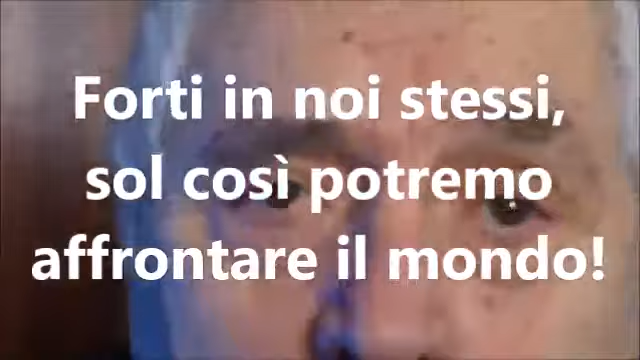 Forti in noi stessi,
sol così potremo
affrontare il mondo!